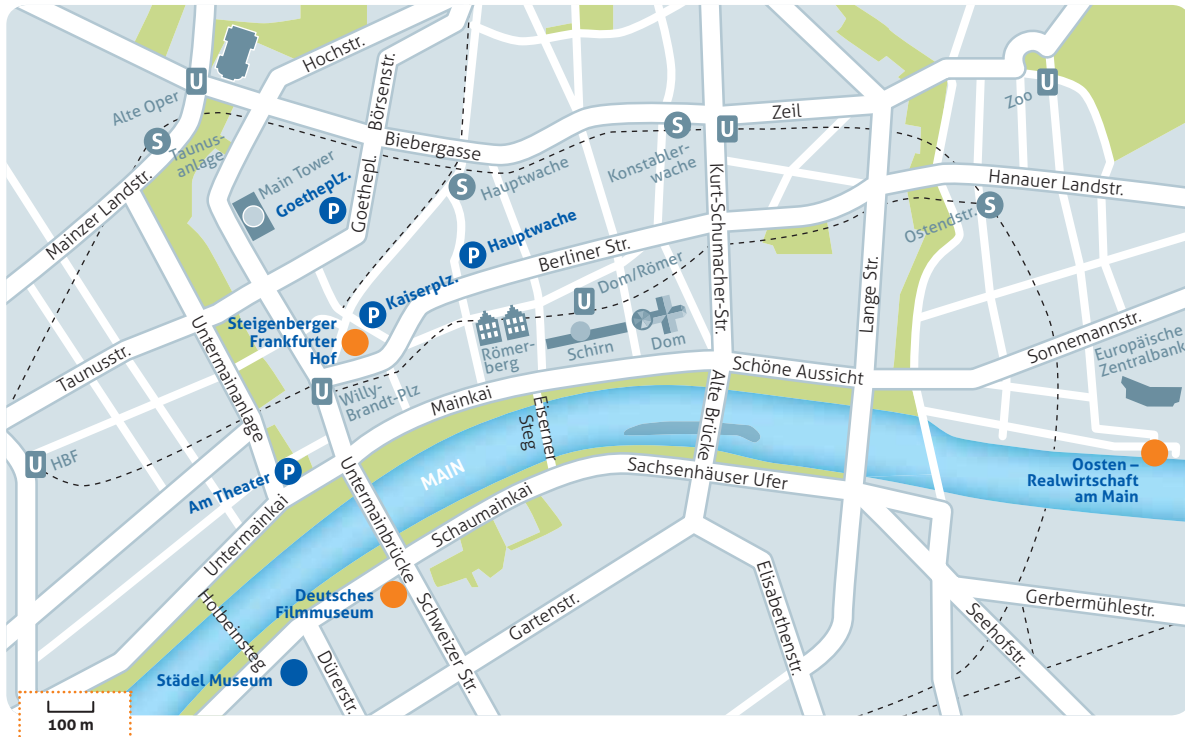 Hochstr.
Börsenstr.
U
Alte Oper
S
Taunus-
anlage
Mainzer Landstr.
Main Tower
Goetheplz.
P
Goethepl.
Biebergasse
S
Hauptwache
S
Konstabler-
wache
U
Zeil
Zoo
U
Hanauer Landstr.
Ostendstr.
S
P
Hauptwache
Berliner Str.
Kurt-Schumacher-Str.
Lange Str.
Kaiserplz.
P
Dom/Römer
U
Steigenberger
Frankfurter
Hof
Römer-
berg
Schirn
Dom
Sonnemannstr.
Europäische
Zentralbank
Taunusstr.
Untermainanlage
U
Willy-
Brandt-Plz
Mainkai
Schöne Aussicht
Alte Brücke
Eiserner
Steg
U
HBF
P
Am Theater
MAIN
Untermainkai
Untermainbrücke
Schaumainkai
Sachsenhäuser Ufer
Oosten –
Realwirtschaft
am Main
Holbeinsteg
Deutsches
Filmmuseum
Schweizer Str.
Gartenstr.
Elisabethenstr.
Gerbermühlestr.
Seehofstr.
Städel Museum
Dürerstr.
100 m